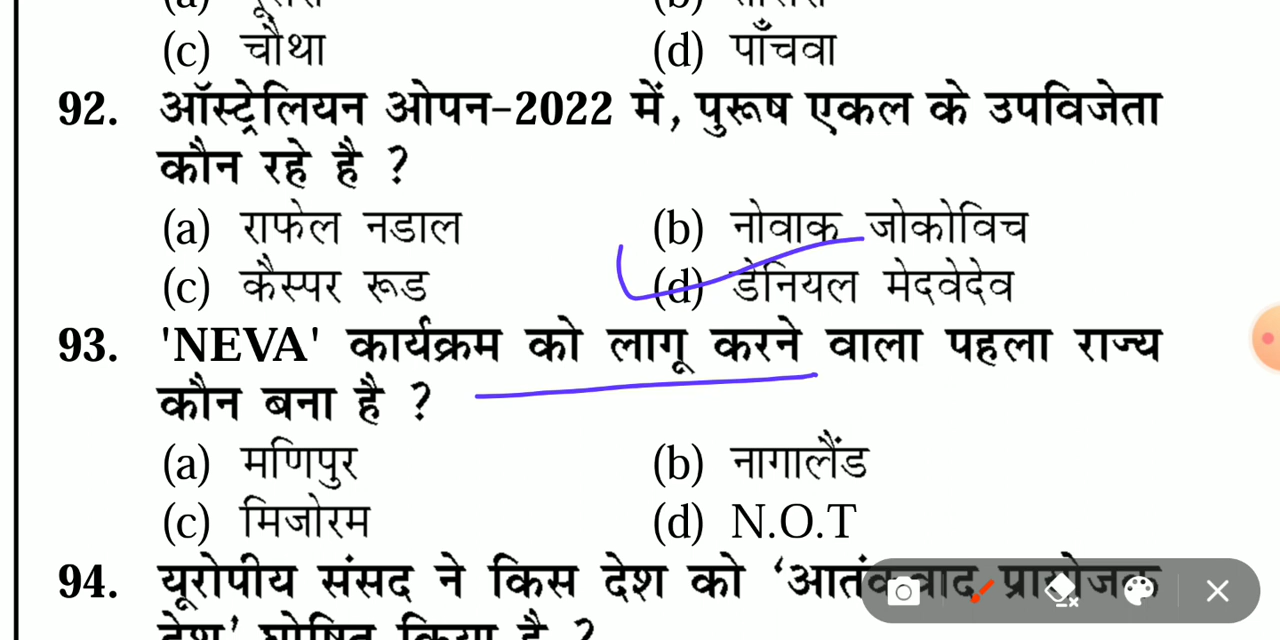 (c) चौथा (d) पाँचवा
92. ऑस्ट्रेलियन ओपन-2022 में, पुरूष एकल के उपविजेता
कौन रहे है ?
(a) राफेल नडाल (b) नोवाक जोकोविच
(c) कैस्पर रूड (d) डेनियल मेदवेदेव
93. 'NEVA' कार्यक्रम को लागू करने वाला पहला राज्य
कौन बना है ?
(a) मणिपुर (b) नागालैंड
(c) मिजोरम (d) N.O.T
94. यूरोपीय संसद ने किस देश को ‘आतंकवाद प्रायोजक
देश’ घोषित किया है ?